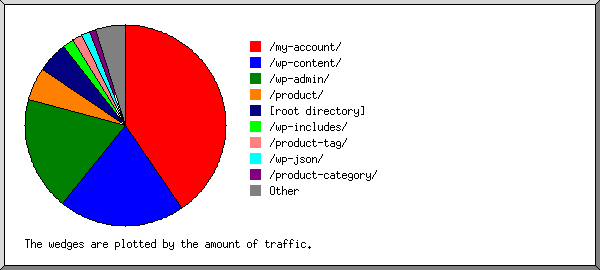 /my-account/
/wp-content/
/wp-admin/
/product/
[root directory]
/wp-includes/
/product-tag/
/wp-json/
/product-category/
Other
The wedges are plotted by the amount of traffic.